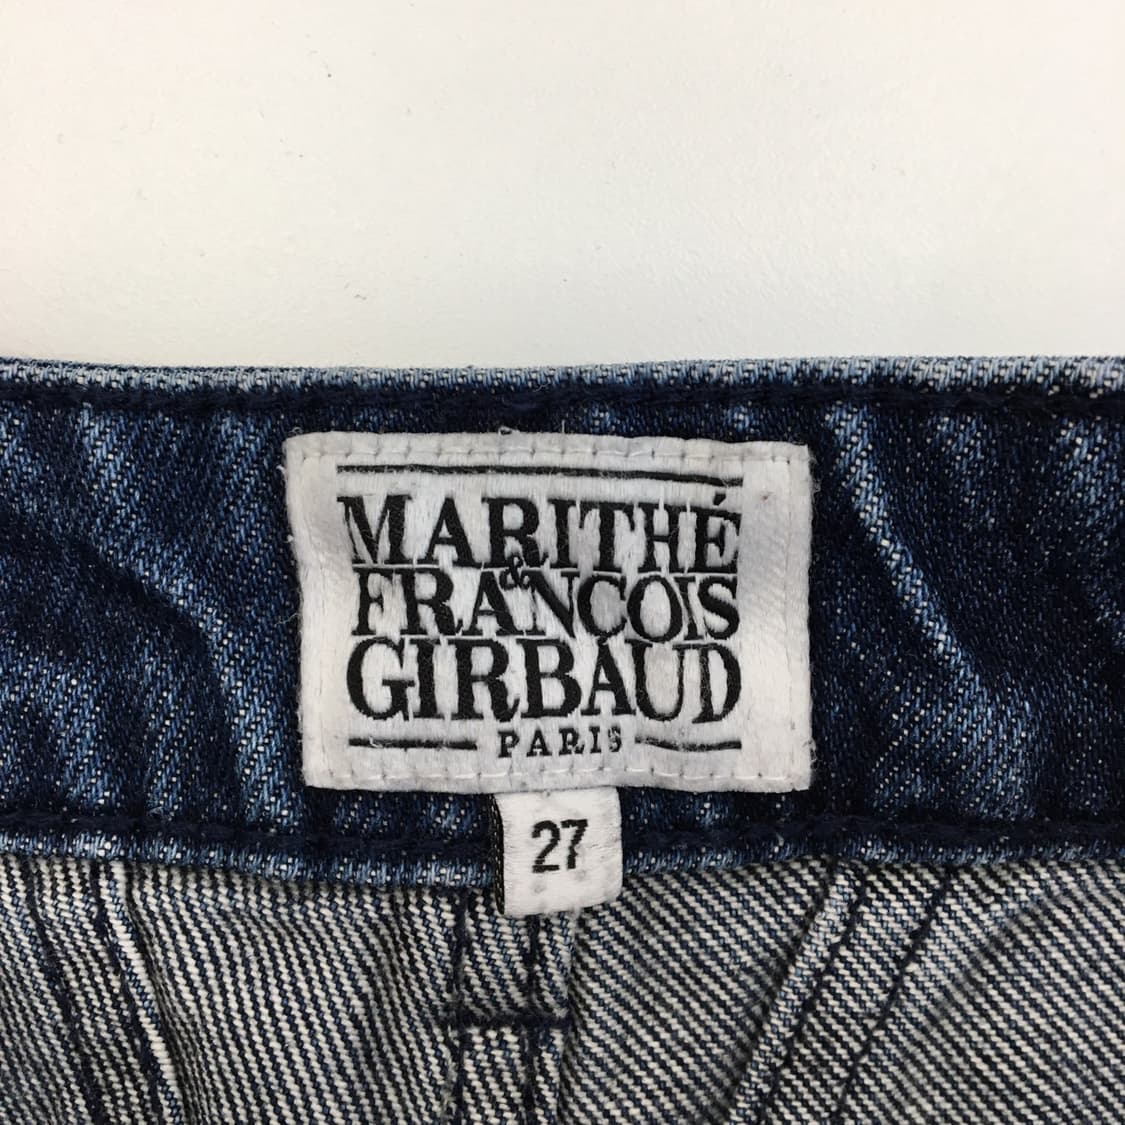 MARITHÉ
&
FRANÇOIS
GIRBAUD
PARIS
27